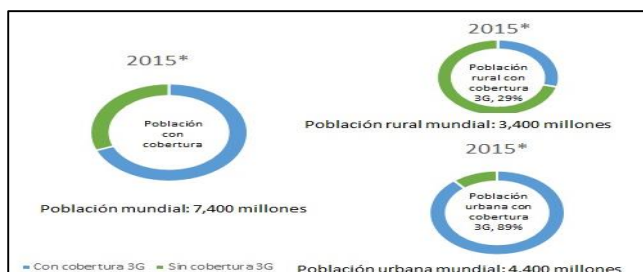 2015*
Población
con
cobertura
Población mundial: 7,400 millones
2015*
Población
rural con
cobertura
3G, 29%
Población rural mundial: 3,400 millones
2015*
Población
urbana con
cobertura
3G, 89%
Población urbana mundial: 4,400 millones
Con cobertura 3G Sin cobertura 3G